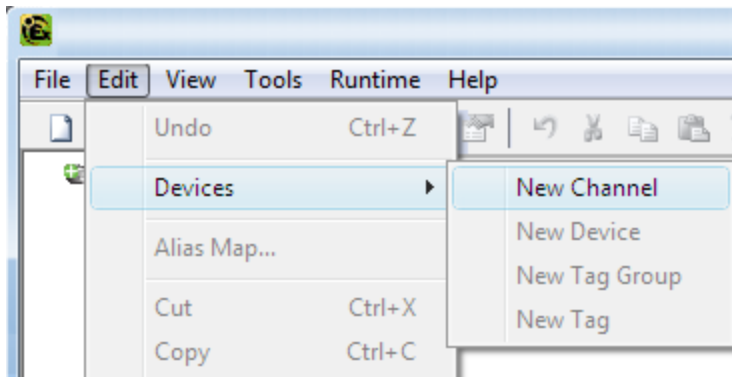 File Edit View Tools Runtime Help
Undo Ctrl+Z
Devices
New Channel
New Device
New Tag Group
New Tag
Alias Map...
Cut Ctrl+X
Copy Ctrl+C